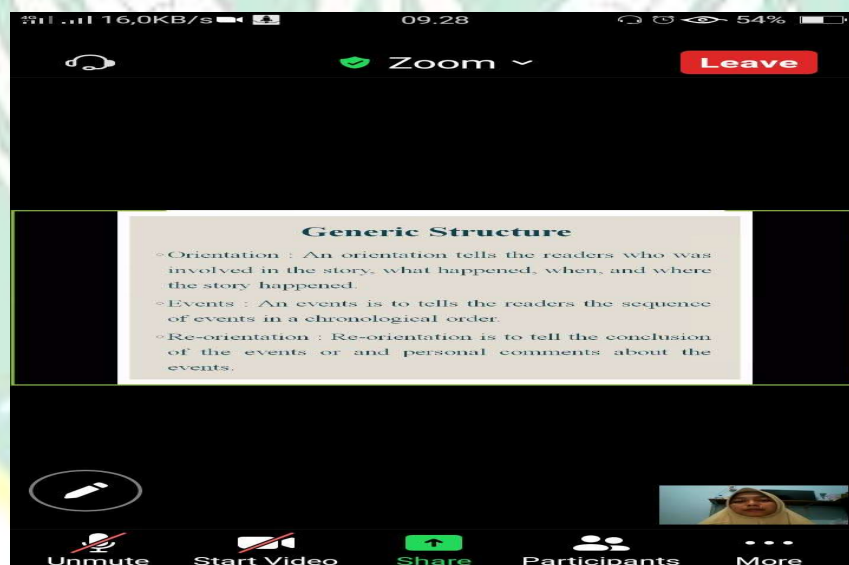 4G 16,0KB/s 09.28 54%
Zoom Leave
Generic Structure
◦Orientation : An orientation tells the readers who was
involved in the story, what happened, when, and where
the story happened.
◦Events : An events is to tells the readers the sequence
of events in a chronological order.
◦Re-orientation : Re-orientation is to tell the conclusion
of the events or and personal comments about the
events.
Unmute Start Video Share Participants More